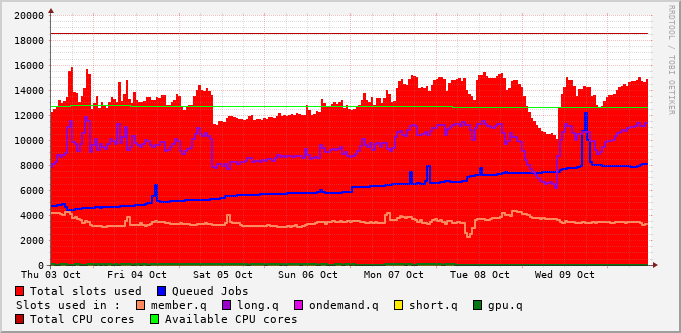 20000
18000
16000
14000
12000
10000
8000
6000
4000
2000
0
Thu 03 Oct Fri 04 Oct Sat 05 Oct Sun 06 Oct Mon 07 Oct Tue 08 Oct Wed 09 Oct
RRDTOOL / TOBI OETIKER
Total slots used Queued Jobs
Slots used in : member.q long.q ondemand.q short.q gpu.q
Total CPU cores Available CPU cores